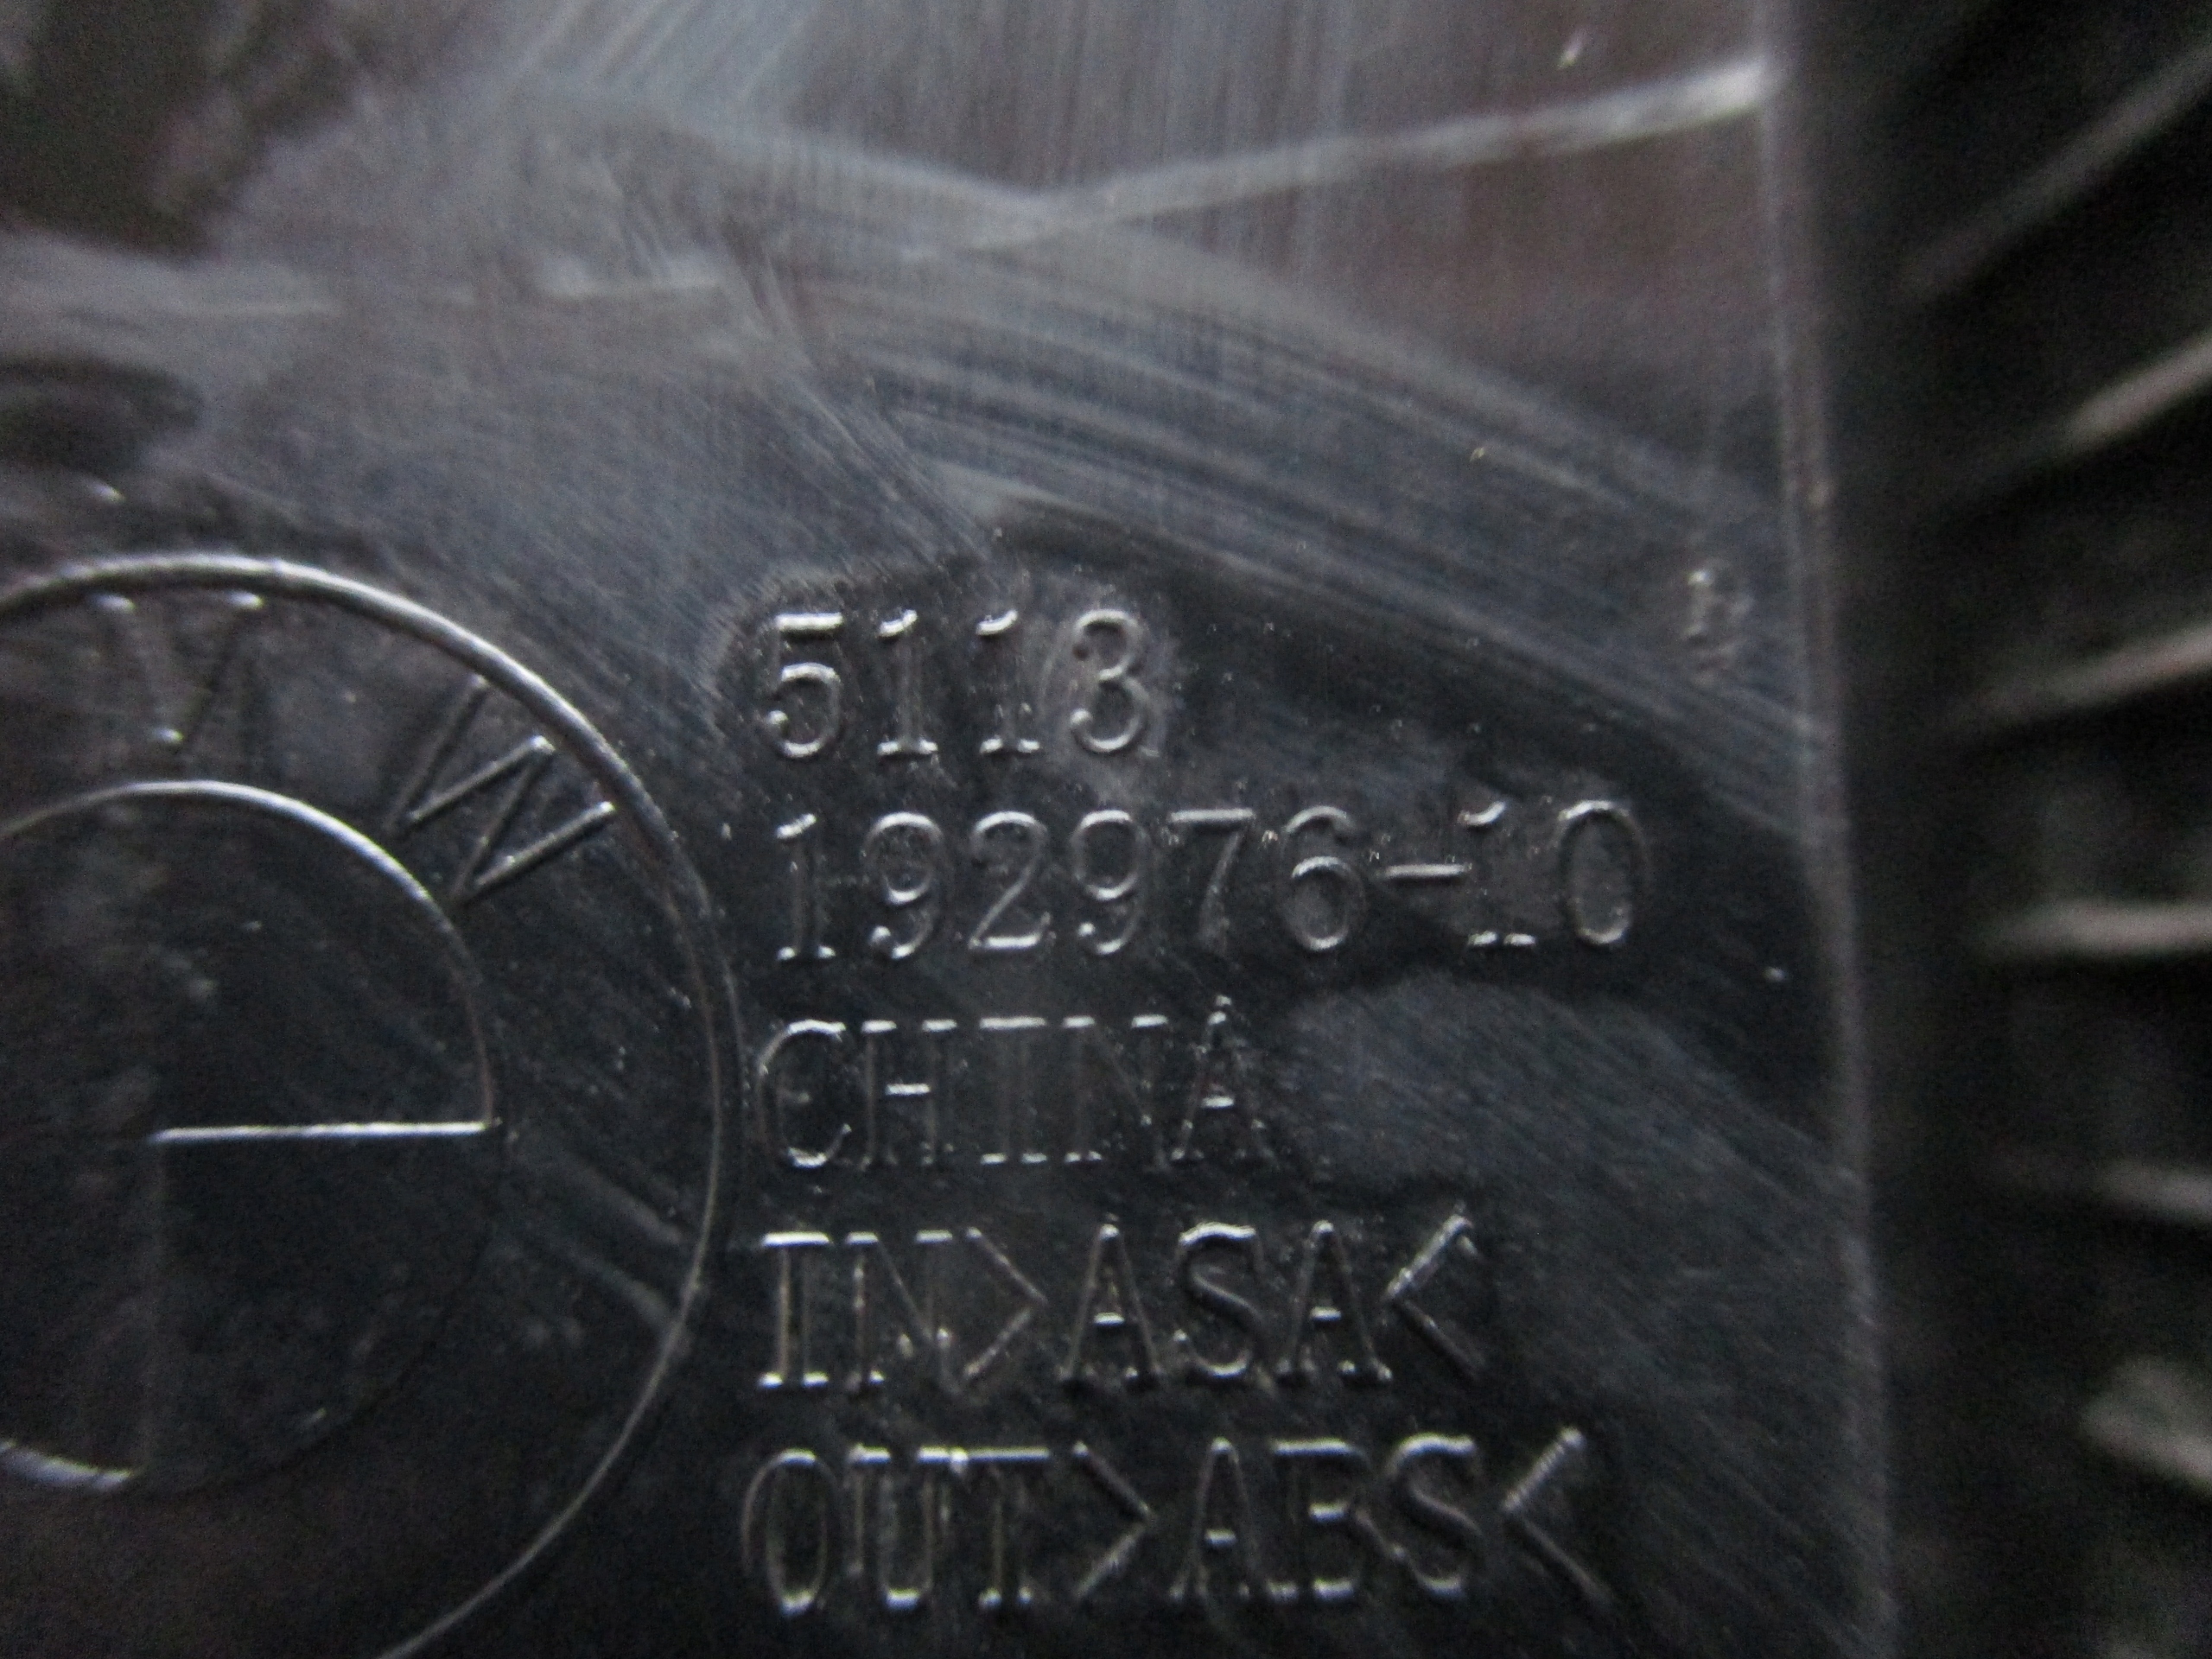 M W
5113
192976-10
CHINA
IN>ASA<
OUT>ABS<